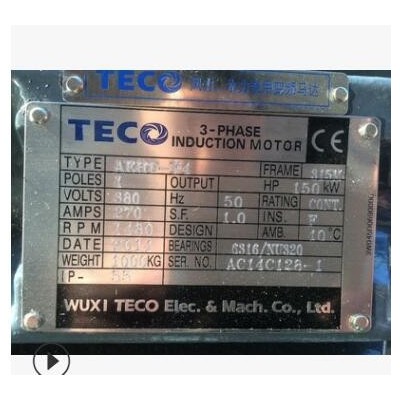 TECO
TECO 3-PHASE INDUCTION MOTOR CE
TYPE FRAME 315M
POLES OUTPUT HP 150 kW
VOLTS 380 Hz 50 RATING CONT.
AMPS 270 S.F. 1.0 INS. F
RPM DESIGN AMB. °C
DATE BEARINGS 6316/NU320
WEIGHT KG SER. NO. AC14C128-1
IP- 55
WUXI TECO Elec. & Mach. Co., Ltd.